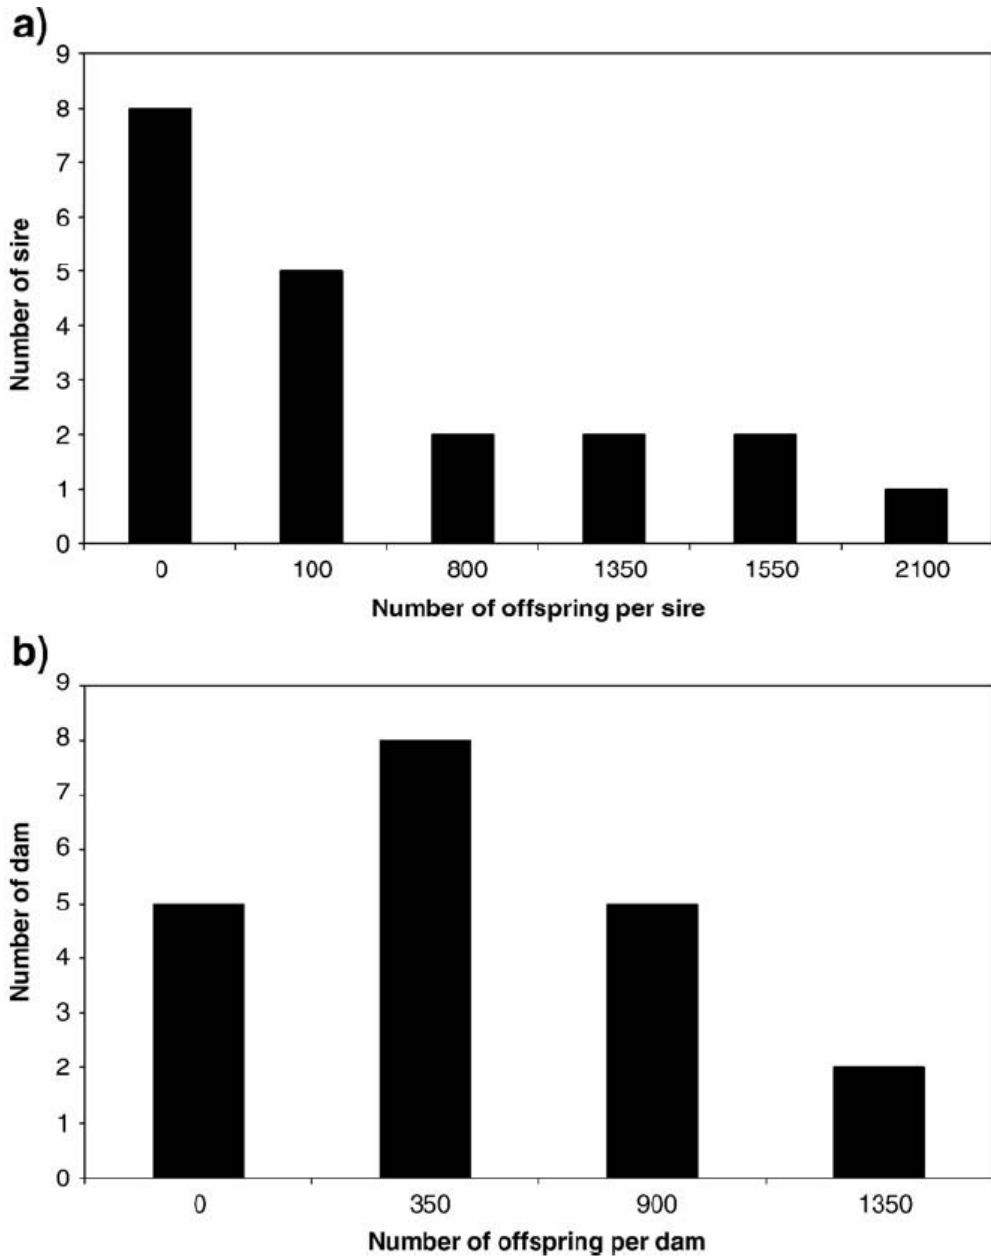 a)
9
8
7
6
5
4
3
2
1
0
Number of sire
0 100 800 1350 1550 2100
Number of offspring per sire
b)
9
8
7
6
5
4
3
2
1
0
Number of dam
0 350 900 1350
Number of offspring per dam